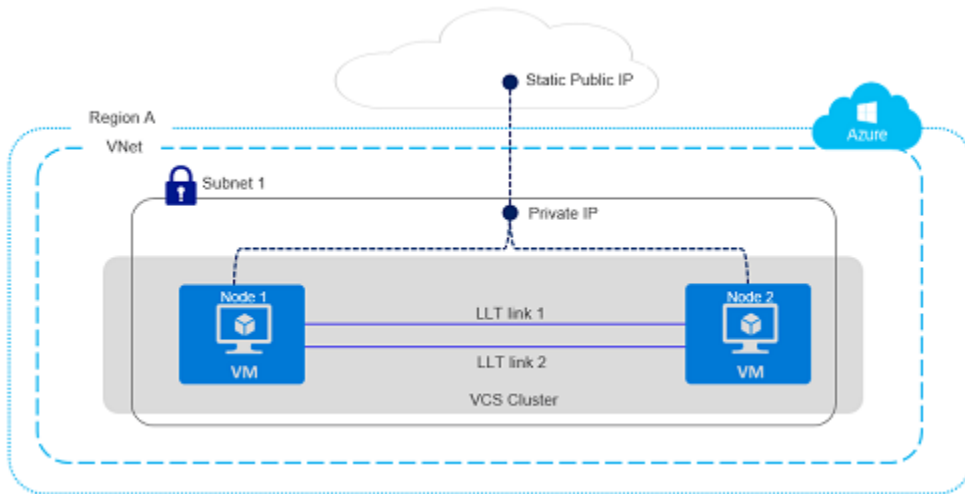 Static Public IP
Region A
Azure
VNet
Subnet 1
Private IP
Node 1
Node 2
LLT link 1
LLT link 2
VM
VM
VCS Cluster